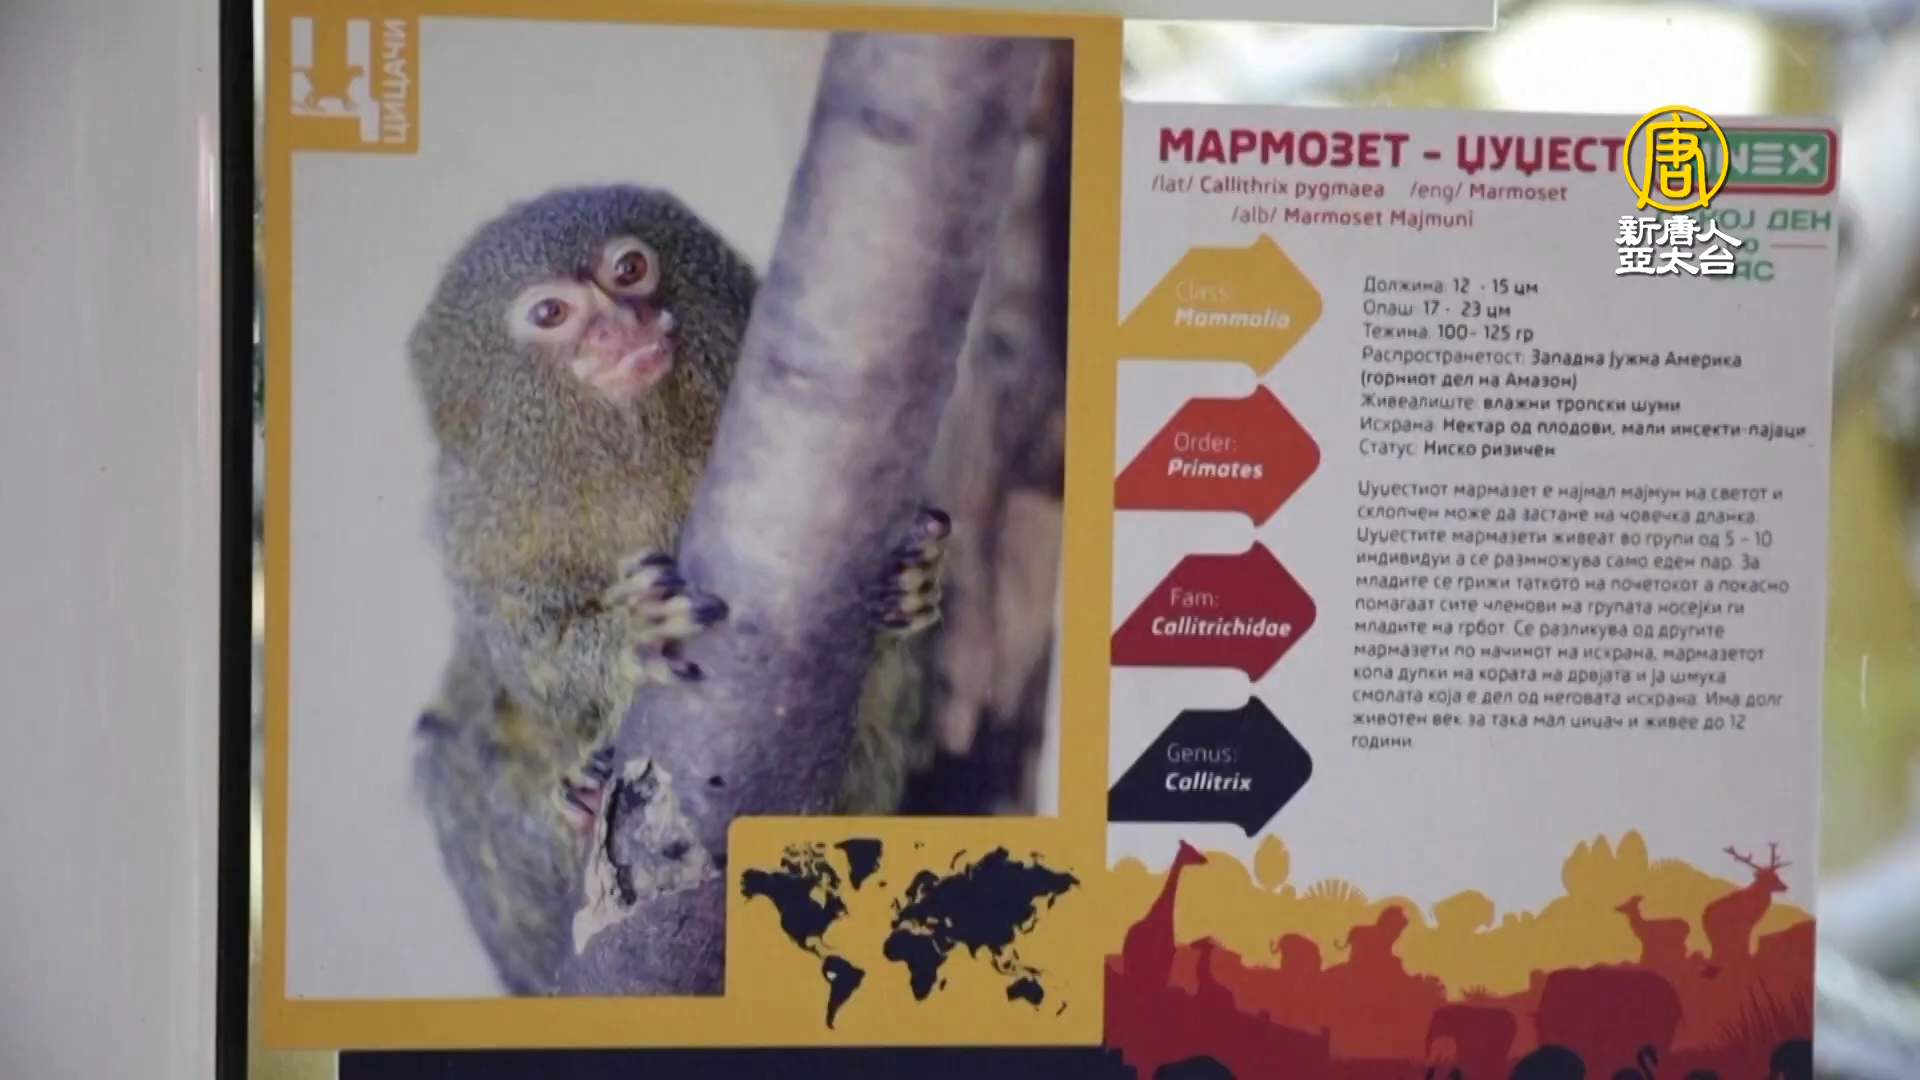 ЦИЦАЧИ
МАРМОЗЕТ - ЏУЏЕСТ
/lat/ Callithrix pygmaea /eng/ Marmoset
/alb/ Marmoset Majmuni
NEX
ДЕН
新唐人
亞太台
Class:
Mammalia
Order:
Primates
Fam:
Callitrichidae
Genus:
Callitrix
Должина: 12 - 15 цм
Опаш: 17 - 23 цм
Тежина: 100- 125 гр
Распространетост: Западна Јужна Америка
(горниот дел на Амазон)
Живеалиште: влажни тропски шуми
Исхрана: Нектар од плодови, мали инсекти-пајаци
Статус: Ниско ризичен
Џуџестиот мармазет е најмал мајмун на светот и
склопчен може да застане на човечка дланка.
Џуџестите мармазети живеат во групи од 5 - 10
индивидуи а се размножува само еден пар. За
младите се грижи таткото на почетокот а покасно
помагаат сите членови на групата носејќи ги
младите на грбот. Се разликува од другите
мармазети по начинот на исхрана, мармазетот
копа дупки на кората на дрвјата и ја шмука
смолата која е дел од неговата исхрана. Има долг
животен век за така мал цицач и живее до 12
години.